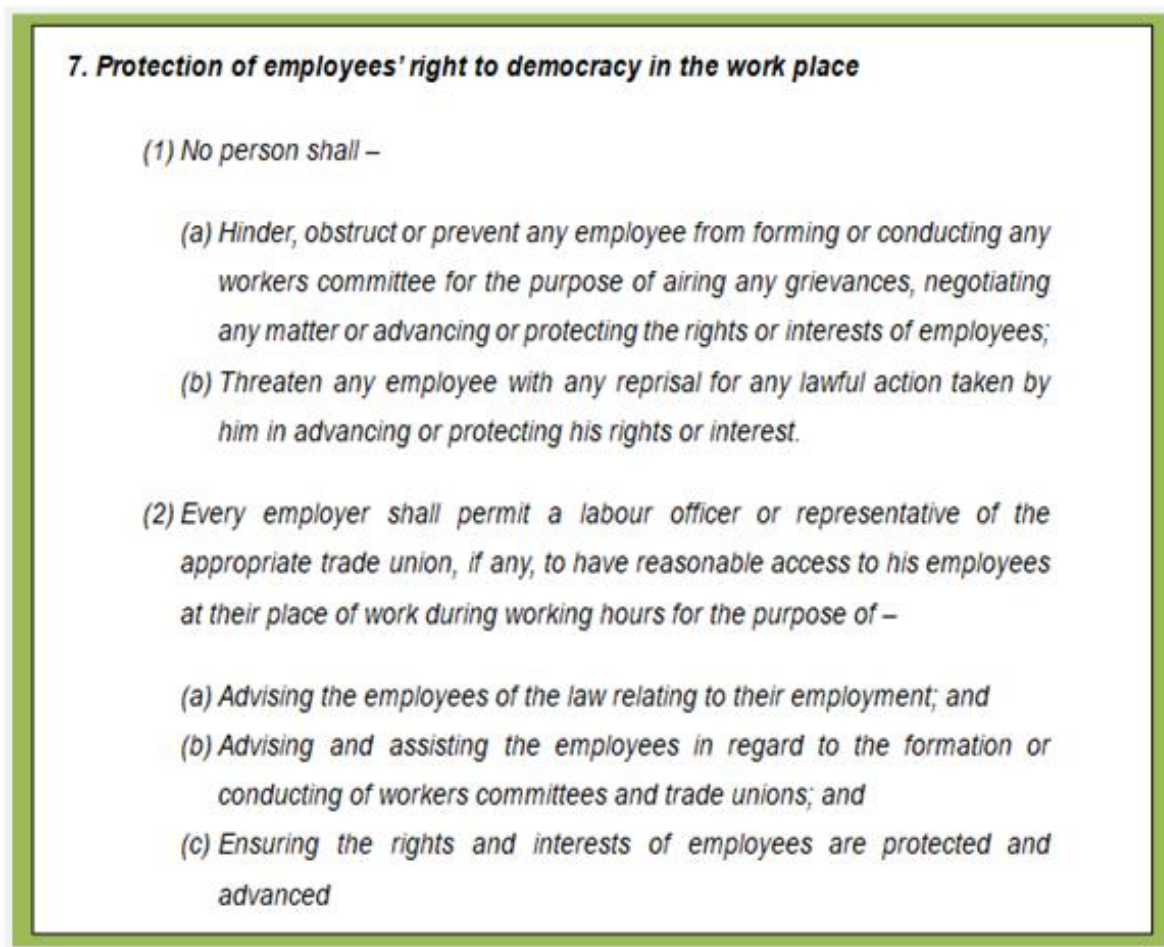 7. Protection of employees' right to democracy in the work place
(1) No person shall –
(a) Hinder, obstruct or prevent any employee from forming or conducting any
workers committee for the purpose of airing any grievances, negotiating
any matter or advancing or protecting the rights or interests of employees;
(b) Threaten any employee with any reprisal for any lawful action taken by
him in advancing or protecting his rights or interest.
(2) Every employer shall permit a labour officer or representative of the
appropriate trade union, if any, to have reasonable access to his employees
at their place of work during working hours for the purpose of –
(a) Advising the employees of the law relating to their employment; and
(b) Advising and assisting the employees in regard to the formation or
conducting of workers committees and trade unions; and
(c) Ensuring the rights and interests of employees are protected and
advanced